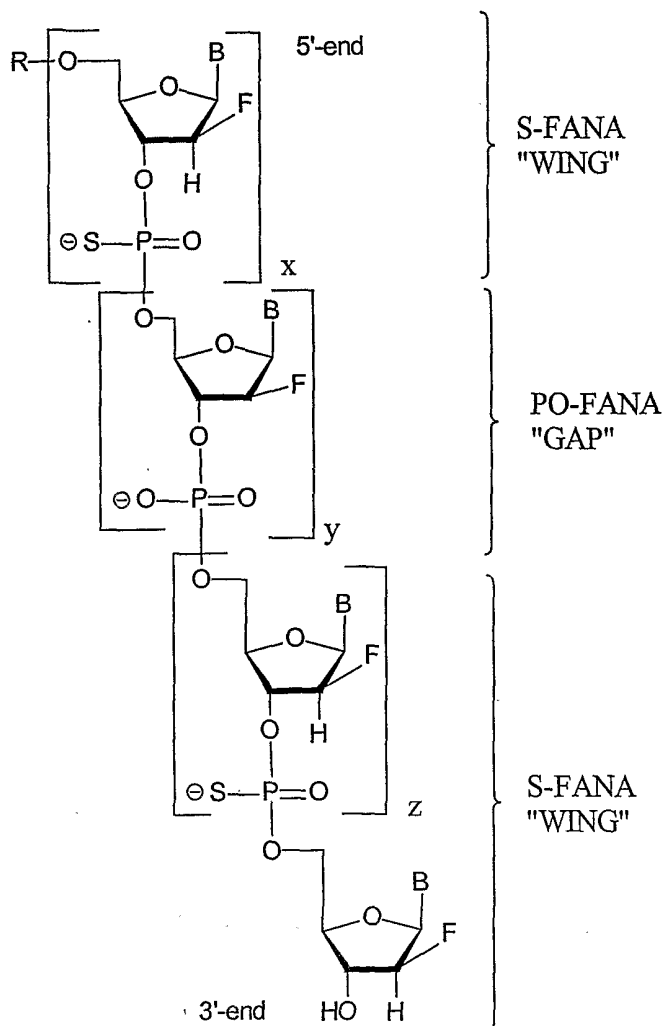 5'-end
B
R-O
O
F
O
H
⊖S-P=O
x
S-FANA
"WING"
O
B
O
F
O
⊖O-P=O
y
PO-FANA
"GAP"
O
B
O
F
O
H
⊖S-P=O
z
O
B
O
F
3'-end
HO
H
S-FANA
"WING"